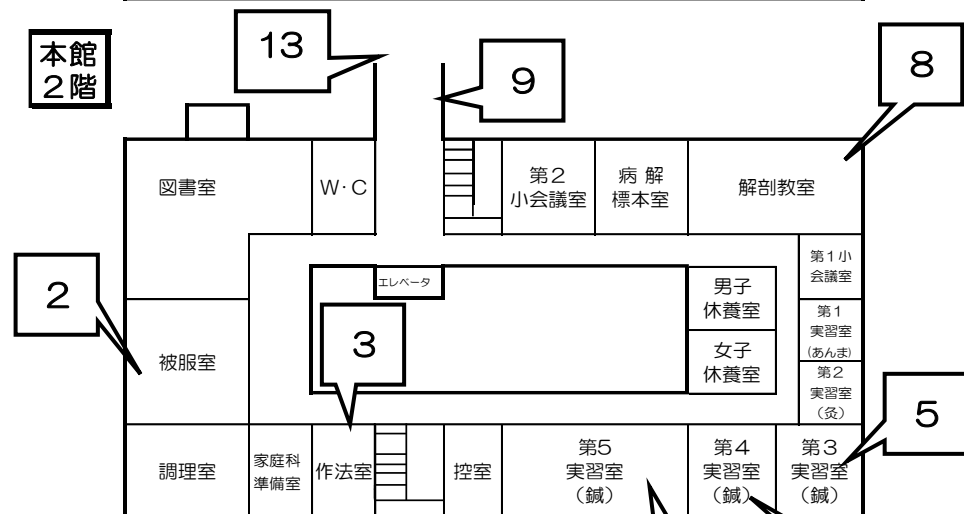 本館
２階
13
9
8
図書室
W・C
第２
小会議室
病 解
標本室
解剖教室
第１小
会議室
エレベータ
男子
休養室
2
3
第１
実習室
(あんま)
女子
休養室
被服室
第２
実習室
（灸）
5
調理室
家庭科
準備室
作法室
控室
第５
実習室
（鍼）
第４
実習室
（鍼）
第３
実習室
（鍼）